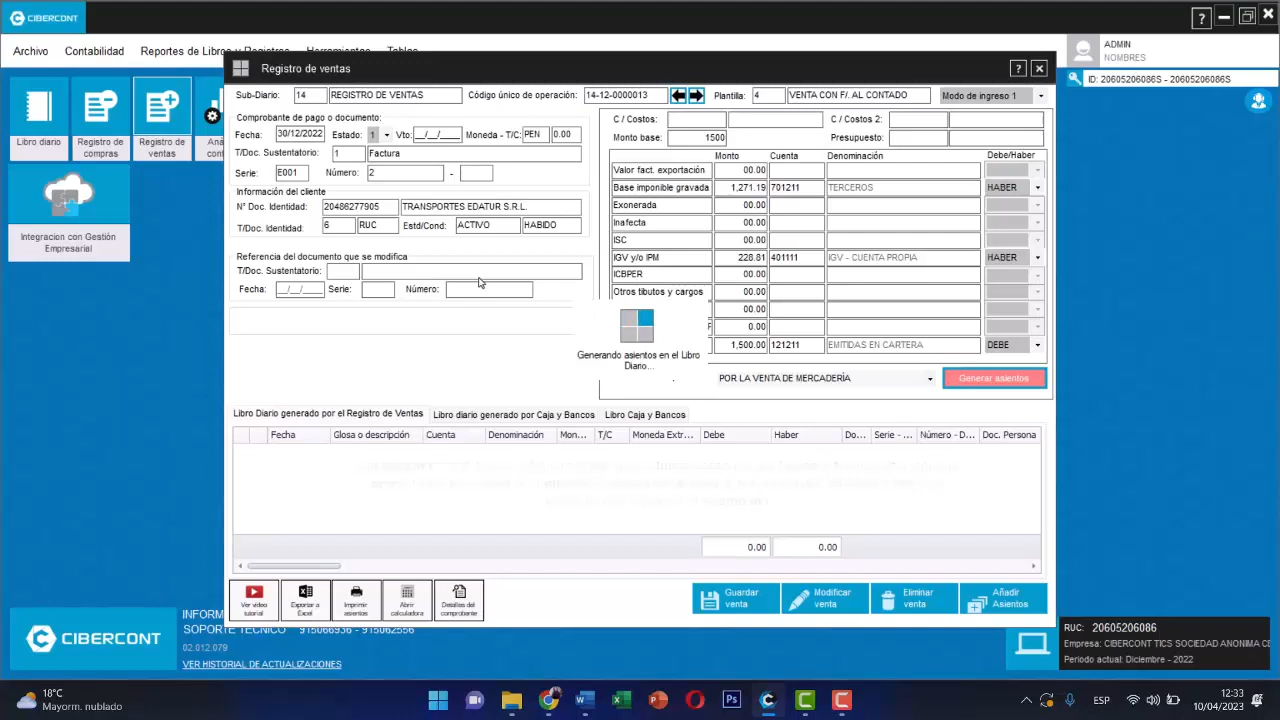 CIBERCONT
?
Archivo Contabilidad Reportes de Libros y Registros Herramientas Tablas
ADMIN
NOMBRES
ID: 20605206086S - 20605206086S
Libro diario
Registro de compras
Registro de ventas
Integracion con Gestión Empresarial
Registro de ventas
?
Sub-Diario: 14 REGISTRO DE VENTAS Código único de operación: 14-12-0000013 Plantilla: 4 VENTA CON F/. AL CONTADO Modo de ingreso 1
Comprobante de pago o documento:
Fecha: 30/12/2022 Estado: 1 Vto: __/__/____ Moneda - T/C: PEN 0.00
T/Doc. Sustentatorio: 1 Factura
Serie: E001 Número: 2 -
Información del cliente
N° Doc. Identidad: 20486277905 TRANSPORTES EDATUR S.R.L.
T/Doc. Identidad: 6 RUC Estd/Cond: ACTIVO HABIDO
Referencia del documento que se modifica
T/Doc. Sustentatorio:
Fecha: __/__/____ Serie: Número:
C / Costos: C / Costos 2:
Monto base: 1500 Presupuesto:
Monto Cuenta Denominación Debe/Haber
Valor fact. exportación 00.00
Base imponible gravada 1,271.19 701211 TERCEROS HABER
Exonerada 00.00
Inafecta 00.00
ISC 00.00
IGV y/o IPM 228.81 401111 IGV - CUENTA PROPIA HABER
ICBPER 00.00
Otros tibutos y cargos 00.00
00.00
0.00
1,500.00 121211 EMITIDAS EN CARTERA DEBE
Generando asientos en el Libro Diario...
POR LA VENTA DE MERCADERÍA Generar asientos
Libro Diario generado por el Registro de Ventas Libro diario generado por Caja y Bancos Libro Caja y Bancos
Fecha Glosa o descripción Cuenta Denominación Mon... T/C Moneda Extr... Debe Haber Do... Serie - ... Número - D... Doc. Persona
0.00 0.00
Ver video tutorial
Exportar a Excel
Imprimir asientos
Abrir calculadora
Detalles del comprobante
Guardar venta
Modificar venta
Eliminar venta
Añadir Asientos
CIBERCONT
INFORM
SOPORTE TÉCNICO 915066936 - 915062556
02.012.079
VER HISTORIAL DE ACTUALIZACIONES
RUC: 20605206086
Empresa: CIBERCONT TICS SOCIEDAD ANONIMA
Periodo actual: Diciembre - 2022
18°C
Mayorm. nublado
ESP
12:33
10/04/2023